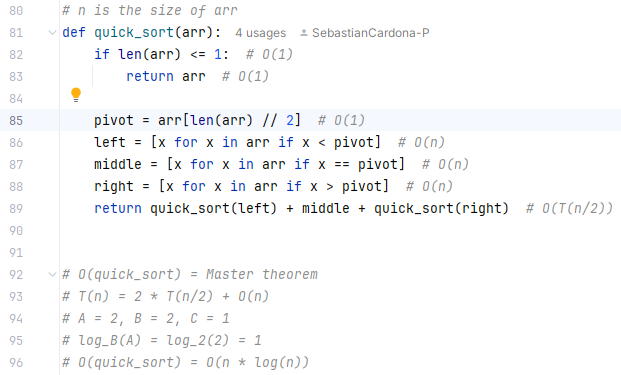 80 # n is the size of arr
81 def quick_sort(arr): 4 usages SebastianCardona-P
82 if len(arr) <= 1: # O(1)
83 return arr # O(1)
84
85 pivot = arr[len(arr) // 2] # O(1)
86 left = [x for x in arr if x < pivot] # O(n)
87 middle = [x for x in arr if x == pivot] # O(n)
88 right = [x for x in arr if x > pivot] # O(n)
89 return quick_sort(left) + middle + quick_sort(right) # O(T(n/2))
90
91
92 # O(quick_sort) = Master theorem
93 # T(n) = 2 * T(n/2) + O(n)
94 # A = 2, B = 2, C = 1
95 # log_B(A) = log_2(2) = 1
96 # O(quick_sort) = O(n * log(n))